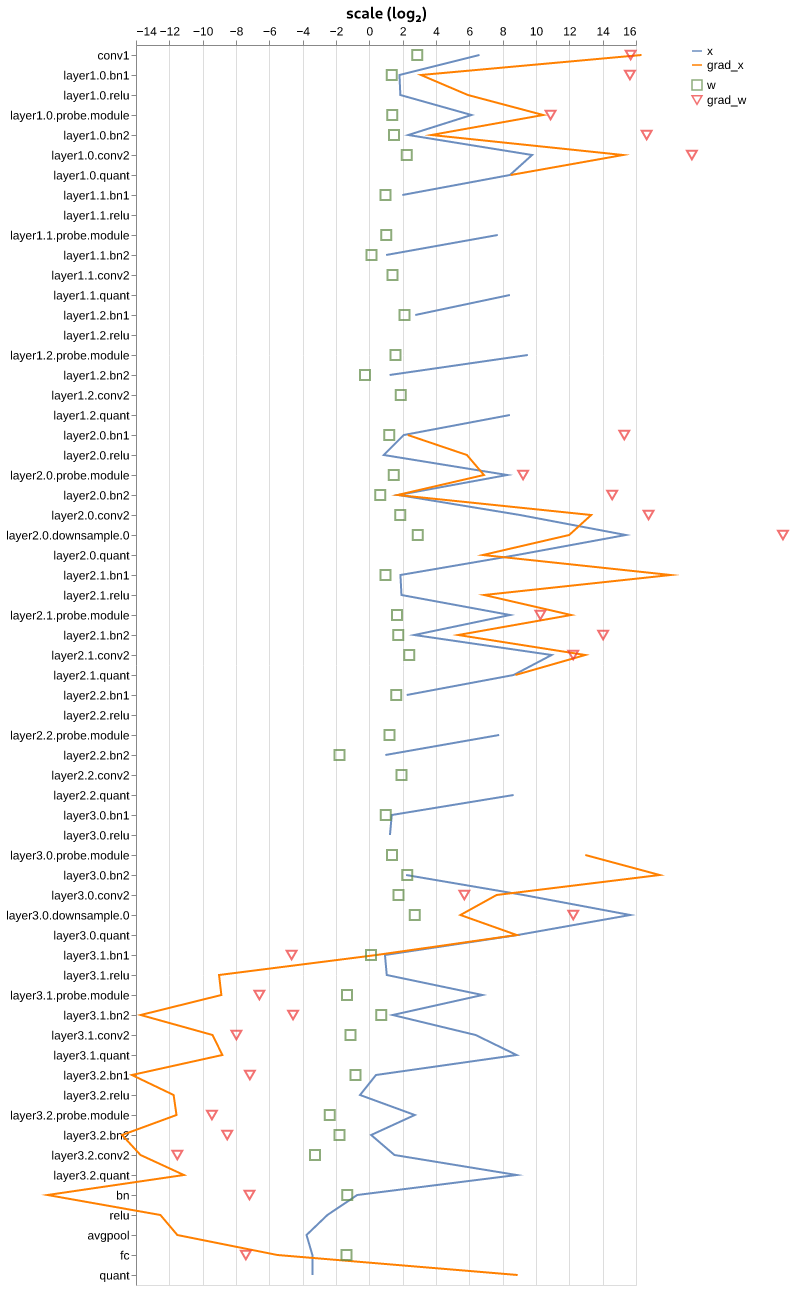 scale (log₂)
−14 −12 −10 −8 −6 −4 −2 0 2 4 6 8 10 12 14 16
conv1
layer1.0.bn1
layer1.0.relu
layer1.0.probe.module
layer1.0.bn2
layer1.0.conv2
layer1.0.quant
layer1.1.bn1
layer1.1.relu
layer1.1.probe.module
layer1.1.bn2
layer1.1.conv2
layer1.1.quant
layer1.2.bn1
layer1.2.relu
layer1.2.probe.module
layer1.2.bn2
layer1.2.conv2
layer1.2.quant
layer2.0.bn1
layer2.0.relu
layer2.0.probe.module
layer2.0.bn2
layer2.0.conv2
layer2.0.downsample.0
layer2.0.quant
layer2.1.bn1
layer2.1.relu
layer2.1.probe.module
layer2.1.bn2
layer2.1.conv2
layer2.1.quant
layer2.2.bn1
layer2.2.relu
layer2.2.probe.module
layer2.2.bn2
layer2.2.conv2
layer2.2.quant
layer3.0.bn1
layer3.0.relu
layer3.0.probe.module
layer3.0.bn2
layer3.0.conv2
layer3.0.downsample.0
layer3.0.quant
layer3.1.bn1
layer3.1.relu
layer3.1.probe.module
layer3.1.bn2
layer3.1.conv2
layer3.1.quant
layer3.2.bn1
layer3.2.relu
layer3.2.probe.module
layer3.2.bn2
layer3.2.conv2
layer3.2.quant
bn
relu
avgpool
fc
quant
x
grad_x
w
grad_w